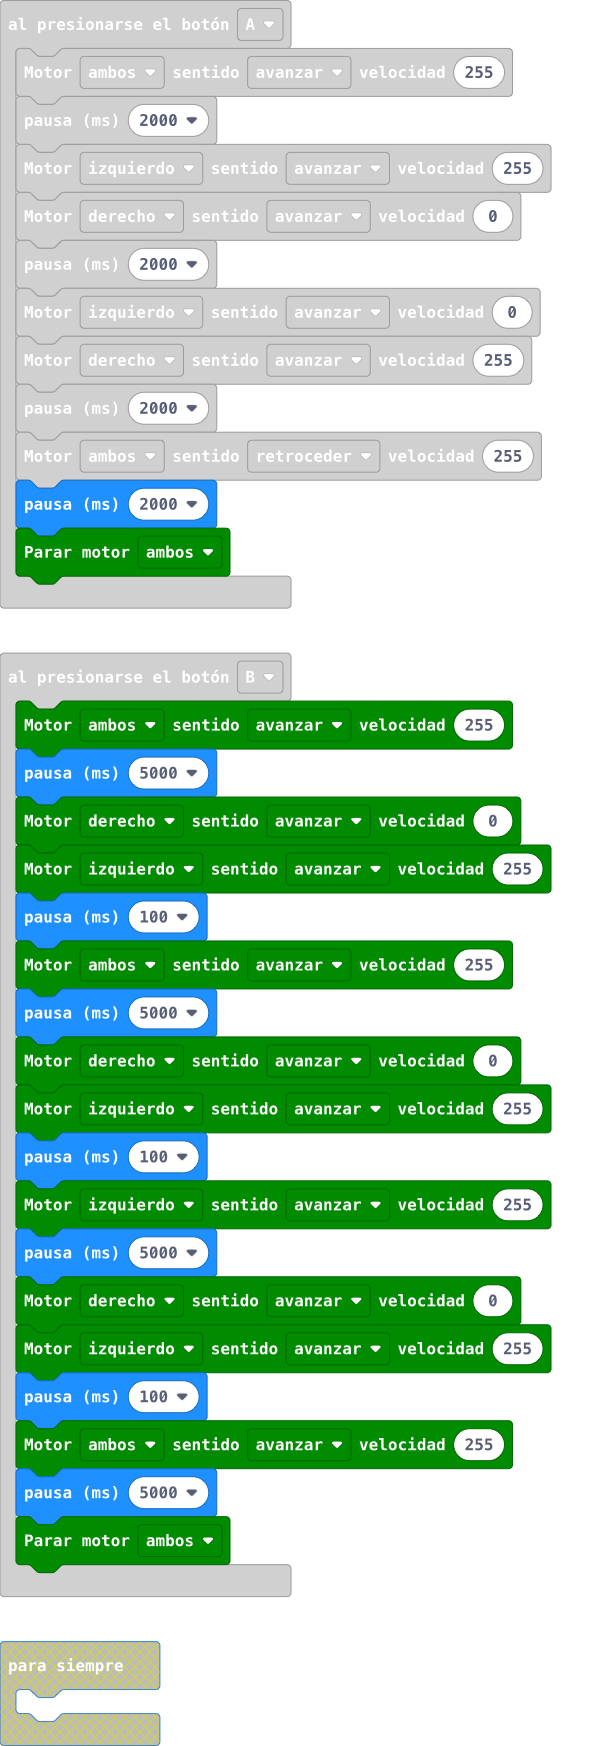 al presionarse el botón A
Motor ambos sentido avanzar velocidad 255
pausa (ms) 2000
Motor izquierdo sentido avanzar velocidad 255
Motor derecho sentido avanzar velocidad 0
pausa (ms) 2000
Motor izquierdo sentido avanzar velocidad 0
Motor derecho sentido avanzar velocidad 255
pausa (ms) 2000
Motor ambos sentido retroceder velocidad 255
pausa (ms) 2000
Parar motor ambos
al presionarse el botón B
Motor ambos sentido avanzar velocidad 255
pausa (ms) 5000
Motor derecho sentido avanzar velocidad 0
Motor izquierdo sentido avanzar velocidad 255
pausa (ms) 100
Motor ambos sentido avanzar velocidad 255
pausa (ms) 5000
Motor derecho sentido avanzar velocidad 0
Motor izquierdo sentido avanzar velocidad 255
pausa (ms) 100
Motor izquierdo sentido avanzar velocidad 255
pausa (ms) 5000
Motor derecho sentido avanzar velocidad 0
Motor izquierdo sentido avanzar velocidad 255
pausa (ms) 100
Motor ambos sentido avanzar velocidad 255
pausa (ms) 5000
Parar motor ambos
para siempre